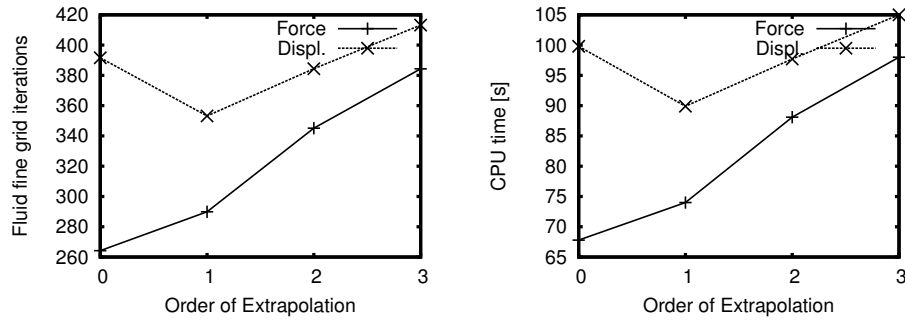 Fluid fine grid iterations
420
400
380
360
340
320
300
280
260
0 1 2 3
Order of Extrapolation
Force
Displ.
CPU time [s]
105
100
95
90
85
80
75
70
65
0 1 2 3
Order of Extrapolation
Force
Displ.